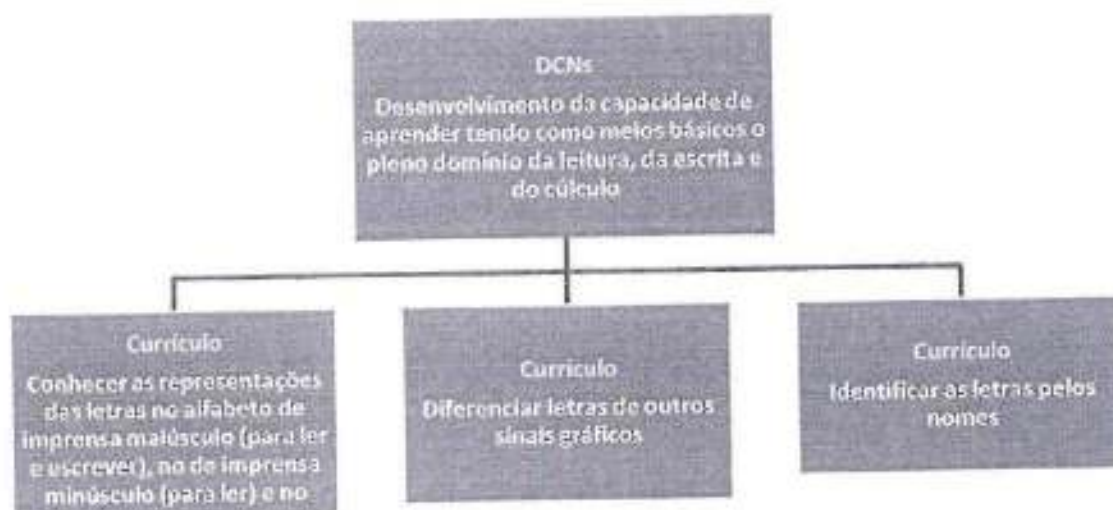 DCNs
Desenvolvimento da capacidade de
aprender tendo como meios básicos o
pleno domínio da leitura, da escrita e
do cúlculo
Currículo
Conhecer as representações
das letras no alfabeto de
imprensa maiúsculo (para ler
e escrever), no de imprensa
minúsculo (para ler) e no
Currículo
Diferenciar letras de outros
sinais gráficos
Currículo
Identificar as letras pelos
nomes